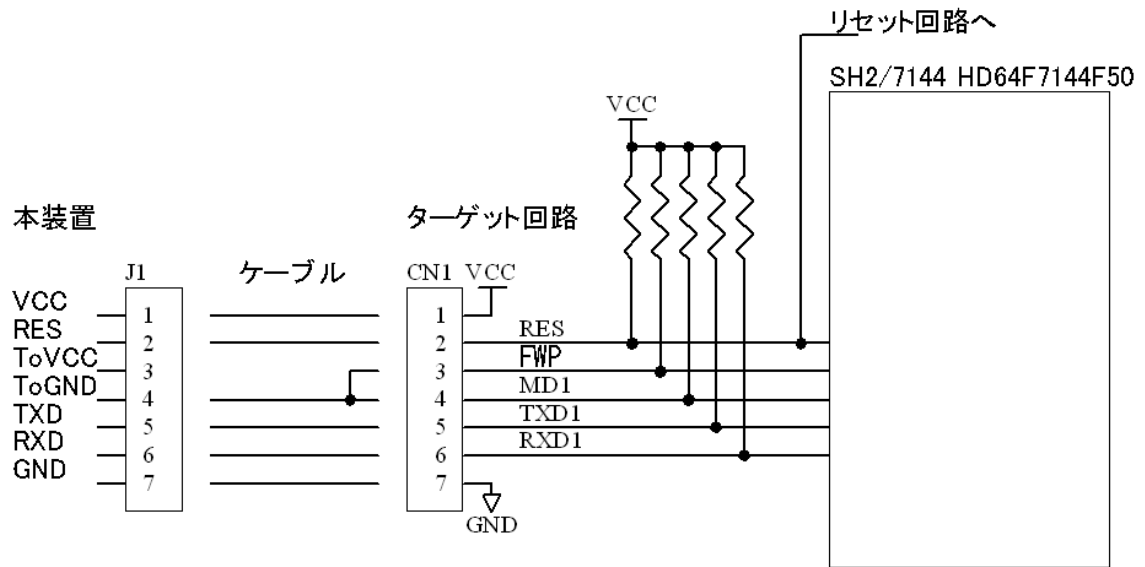 リセット回路へ
SH2/7144 HD64F7144F50
VCC
本装置
ターゲット回路
ケーブル
J1
CN1
VCC
VCC
RES
ToVCC
ToGND
TXD
RXD
GND
1
2
3
4
5
6
7
1
2
3
4
5
6
7
RES
FWP
MD1
TXD1
RXD1
GND